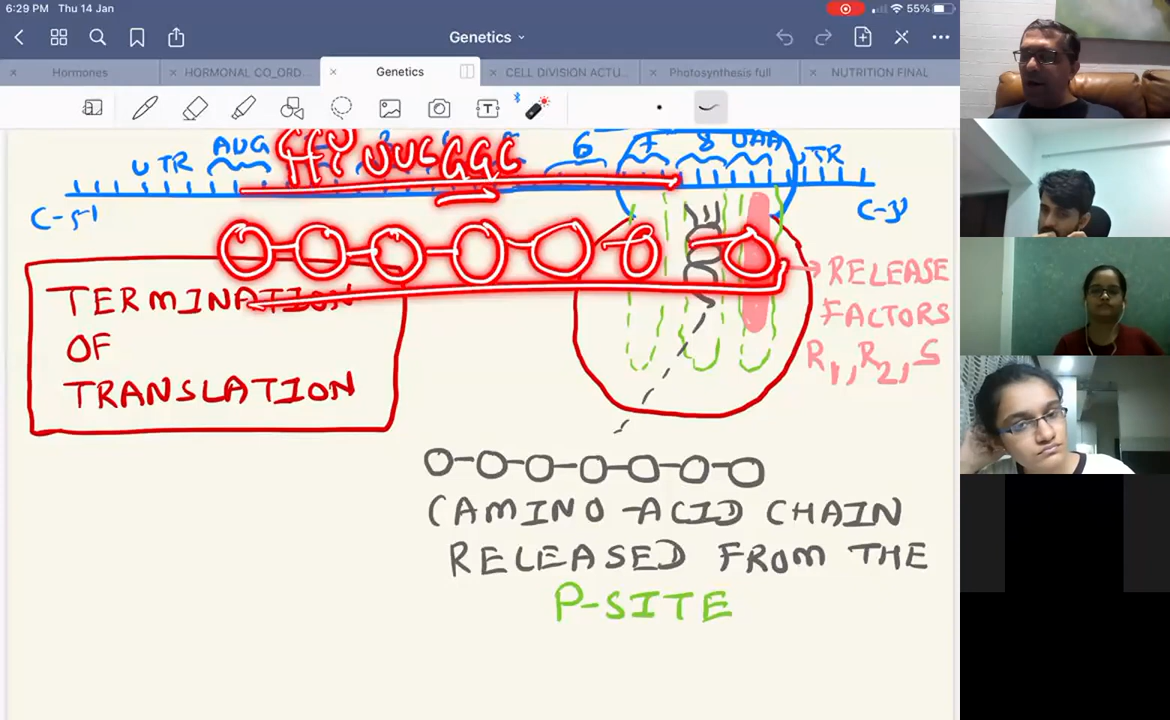 6:29 PM Thu 14 Jan
55%
Genetics
Hormones
HORMONAL CO_ORD...
Genetics
CELL DIVISION ACTU...
Photosynthesis full
NUTRITION FINAL
UTR AUG UUC GGC 6 7 8 UAA UTR
C-5' C-3'
TERMINATION
OF
TRANSLATION
RELEASE
FACTORS
R1, R2, S
(AMINO-ACID CHAIN
RELEASED FROM THE
P-SITE